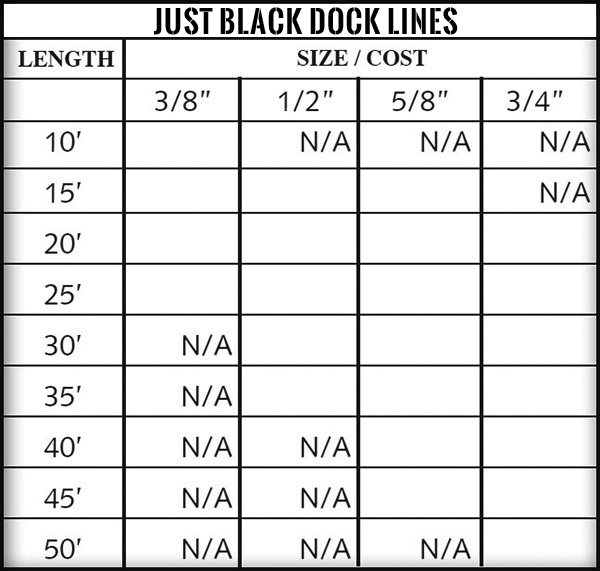 JUST BLACK DOCK LINES
LENGTH SIZE / COST
3/8" 1/2" 5/8" 3/4"
10' N/A N/A N/A
15' N/A
20'
25'
30' N/A
35' N/A
40' N/A N/A
45' N/A N/A
50' N/A N/A N/A